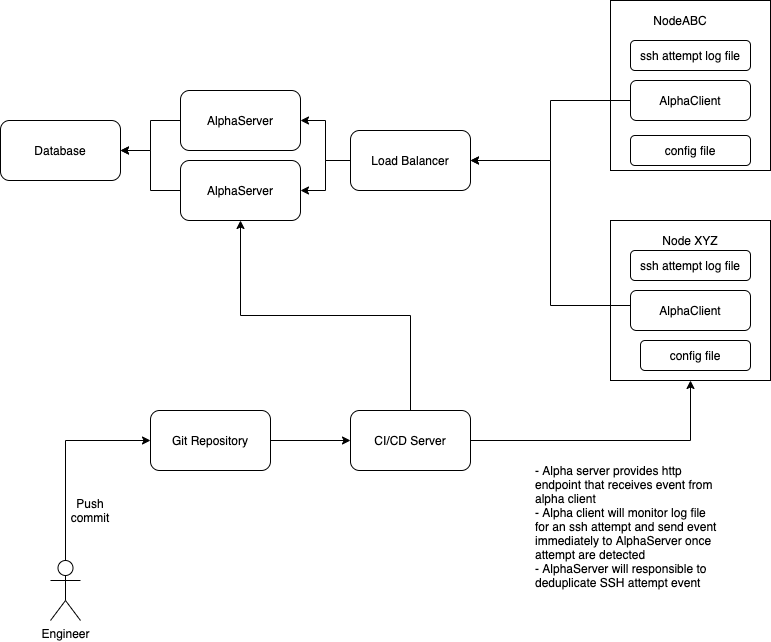 NodeABC
ssh attempt log file
AlphaClient
config file
AlphaServer
Database
Load Balancer
AlphaServer
Node XYZ
ssh attempt log file
AlphaClient
config file
Git Repository
CI/CD Server
- Alpha server provides http
endpoint that receives event from
alpha client
- Alpha client will monitor log file
for an ssh attempt and send event
immediately to AlphaServer once
attempt are detected
- AlphaServer will responsible to
deduplicate SSH attempt event
Push
commit
Engineer